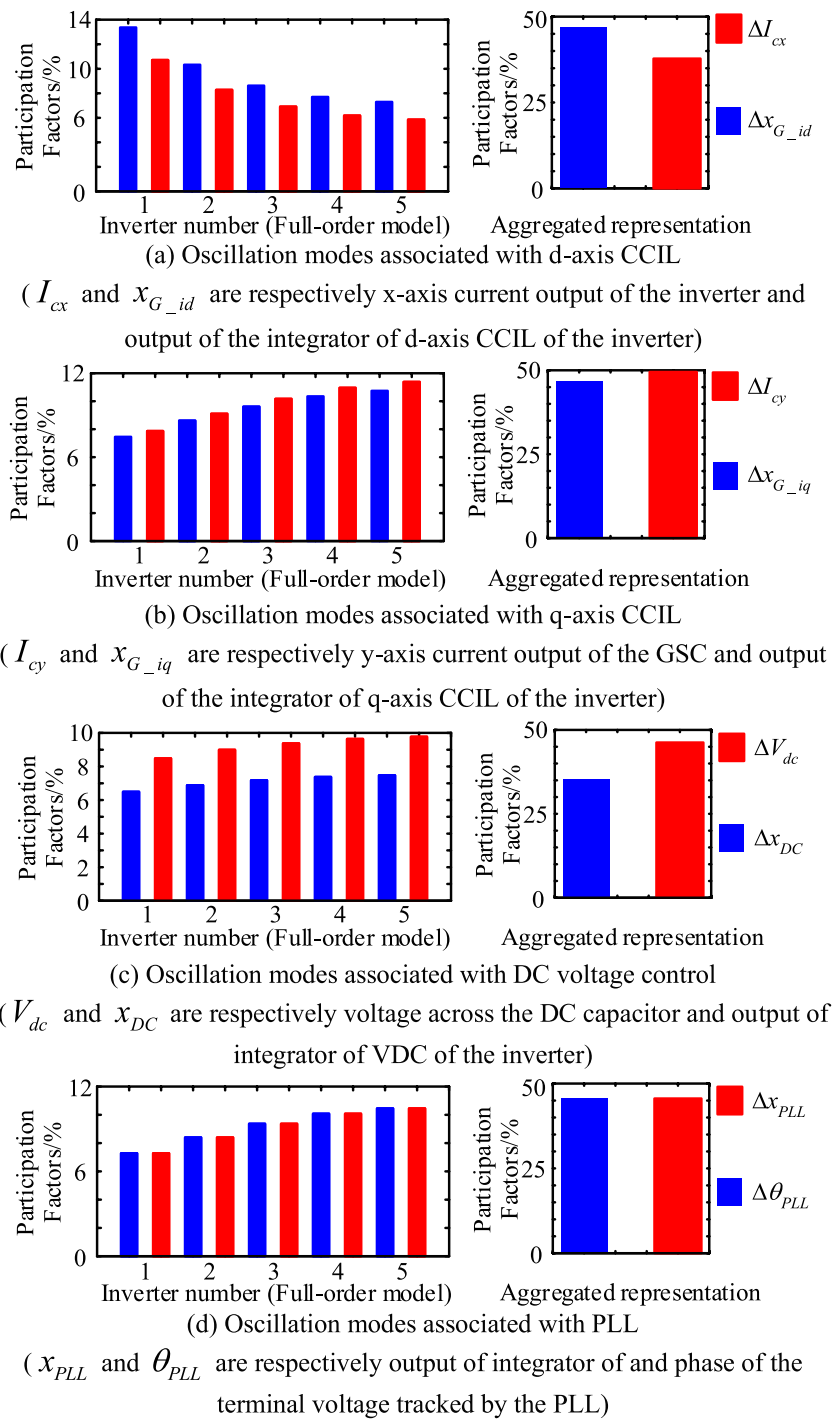 Participation Factors/%
14
10
6
0
1 2 3 4 5
Inverter number (Full-order model)
Participation Factors/%
50
25
0
Aggregated representation
ΔI_cx
Δx_G_id
(a) Oscillation modes associated with d-axis CCIL
( I_cx and x_G_id are respectively x-axis current output of the inverter and
output of the integrator of d-axis CCIL of the inverter)
Participation Factors/%
12
6
0
1 2 3 4 5
Inverter number (Full-order model)
Participation Factors/%
50
25
0
Aggregated representation
ΔI_cy
Δx_G_iq
(b) Oscillation modes associated with q-axis CCIL
( I_cy and x_G_iq are respectively y-axis current output of the GSC and output
of the integrator of q-axis CCIL of the inverter)
Participation Factors/%
10
8
6
4
2
0
1 2 3 4 5
Inverter number (Full-order model)
Participation Factors/%
50
25
0
Aggregated representation
ΔV_dc
Δx_DC
(c) Oscillation modes associated with DC voltage control
( V_dc and x_DC are respectively voltage across the DC capacitor and output of
integrator of VDC of the inverter)
Participation Factors/%
12
6
0
1 2 3 4 5
Inverter number (Full-order model)
Participation Factors/%
50
25
0
Aggregated representation
Δx_PLL
Δθ_PLL
(d) Oscillation modes associated with PLL
( x_PLL and θ_PLL are respectively output of integrator of and phase of the
terminal voltage tracked by the PLL)